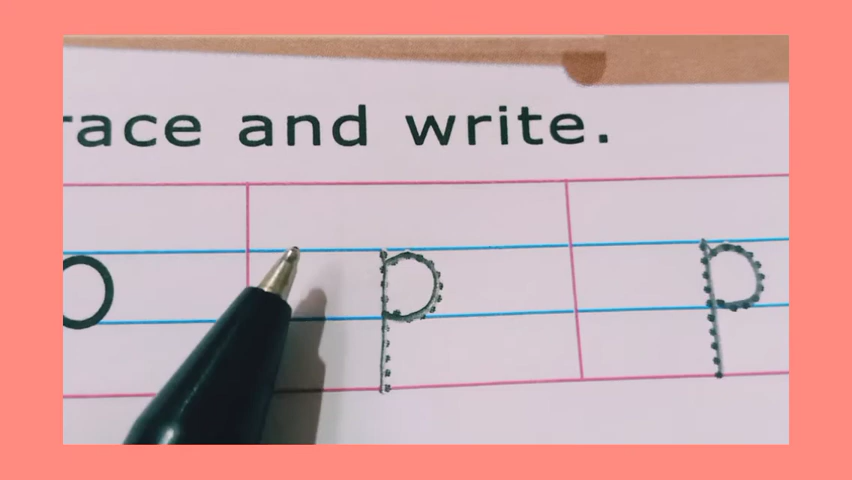 race and write.
p p